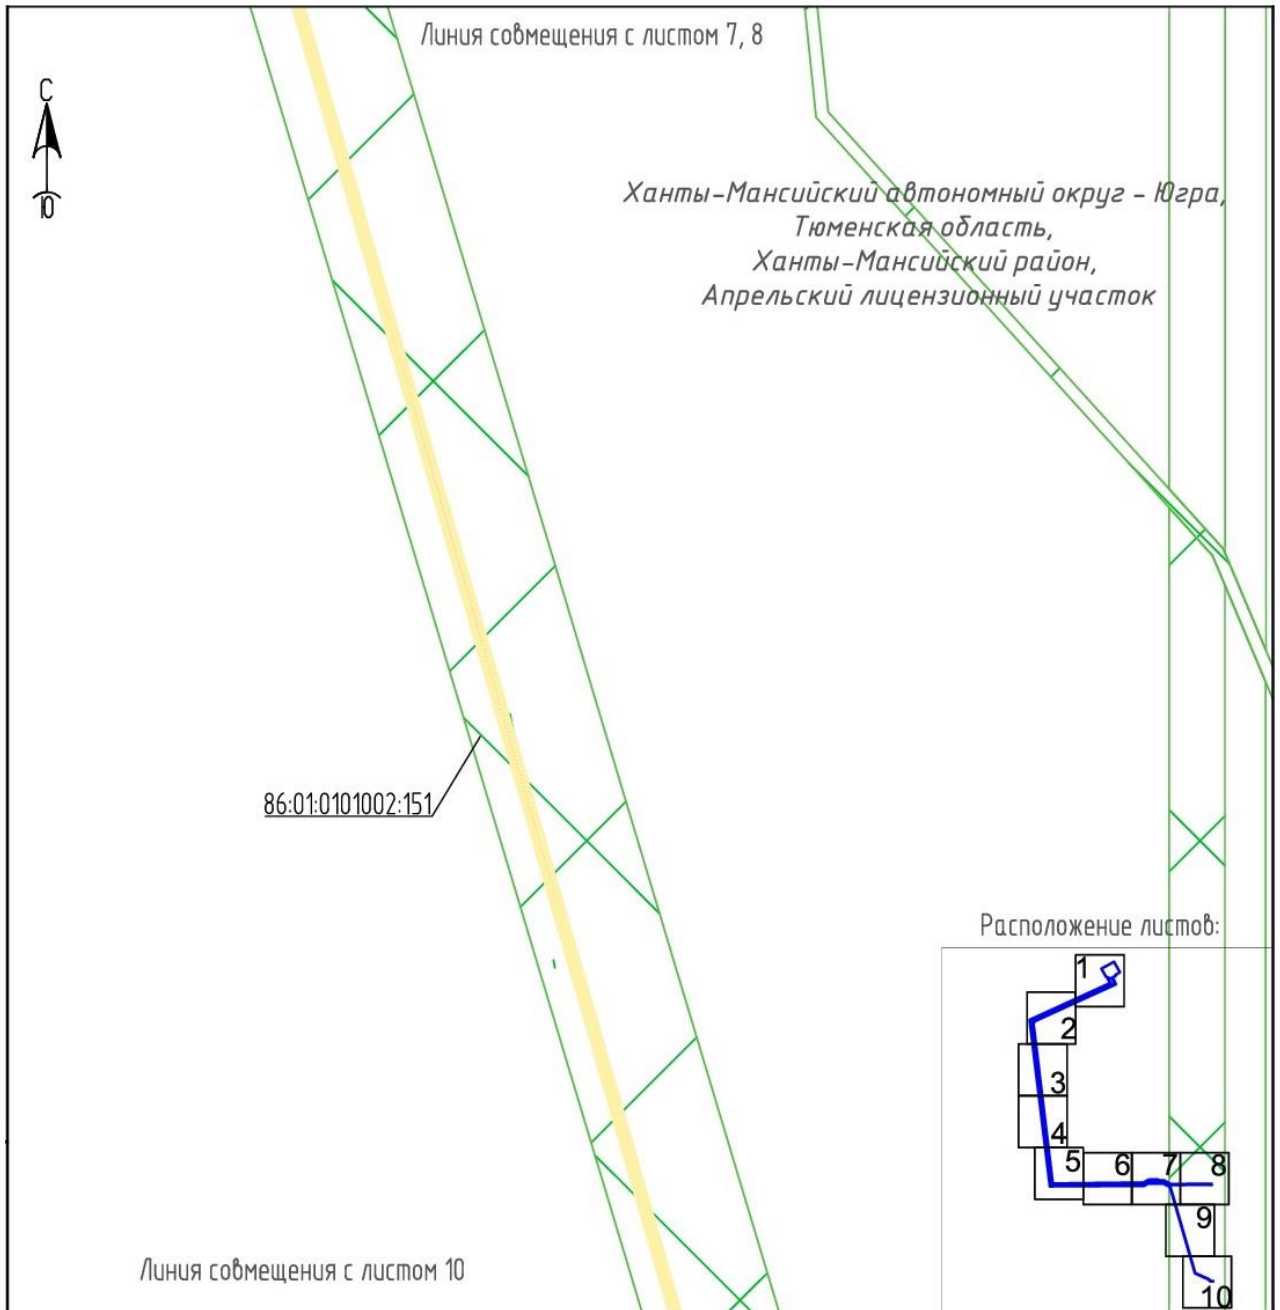 Линия совмещения с листом 7, 8
С
Ю
Ханты-Мансийский автономный округ - Югра,
Тюменская область,
Ханты-Мансийский район,
Апрельский лицензионный участок
86:01:0101002:151
Расположение листов:
1
2
3
4
5 6 7 8
9
10
Линия совмещения с листом 10